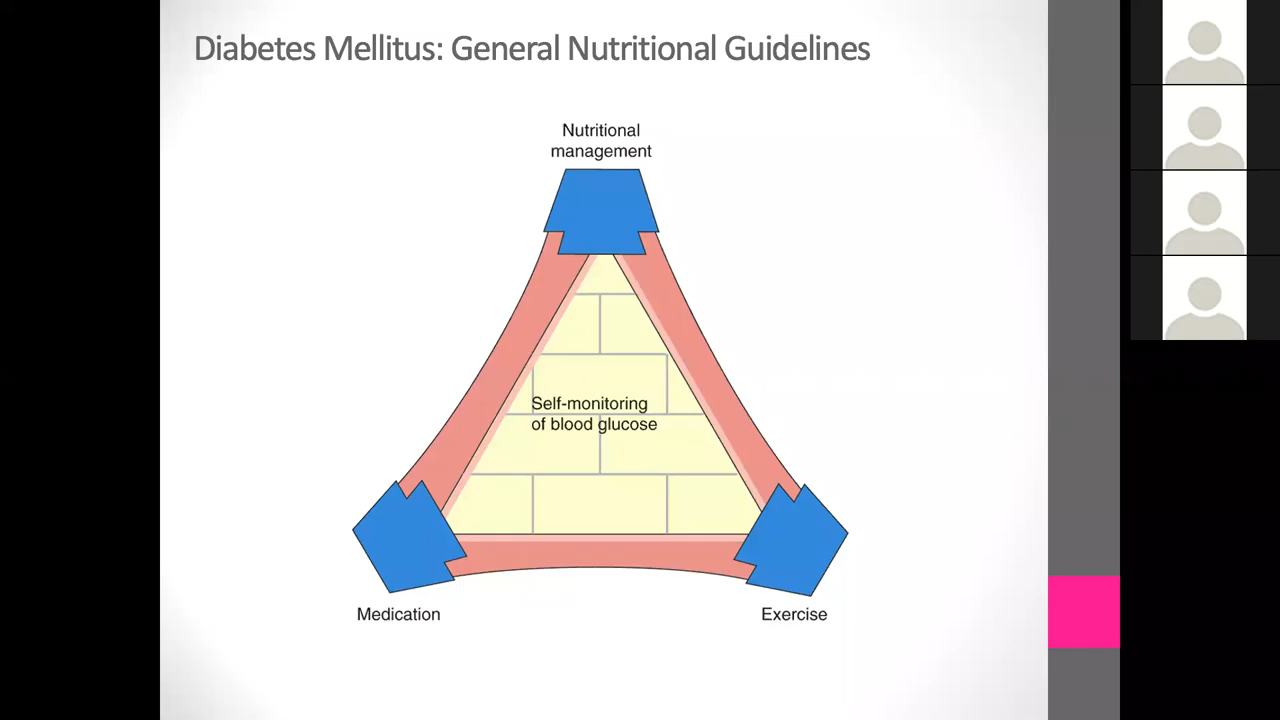 Diabetes Mellitus: General Nutritional Guidelines
Nutritional
management
Self-monitoring
of blood glucose
Medication
Exercise